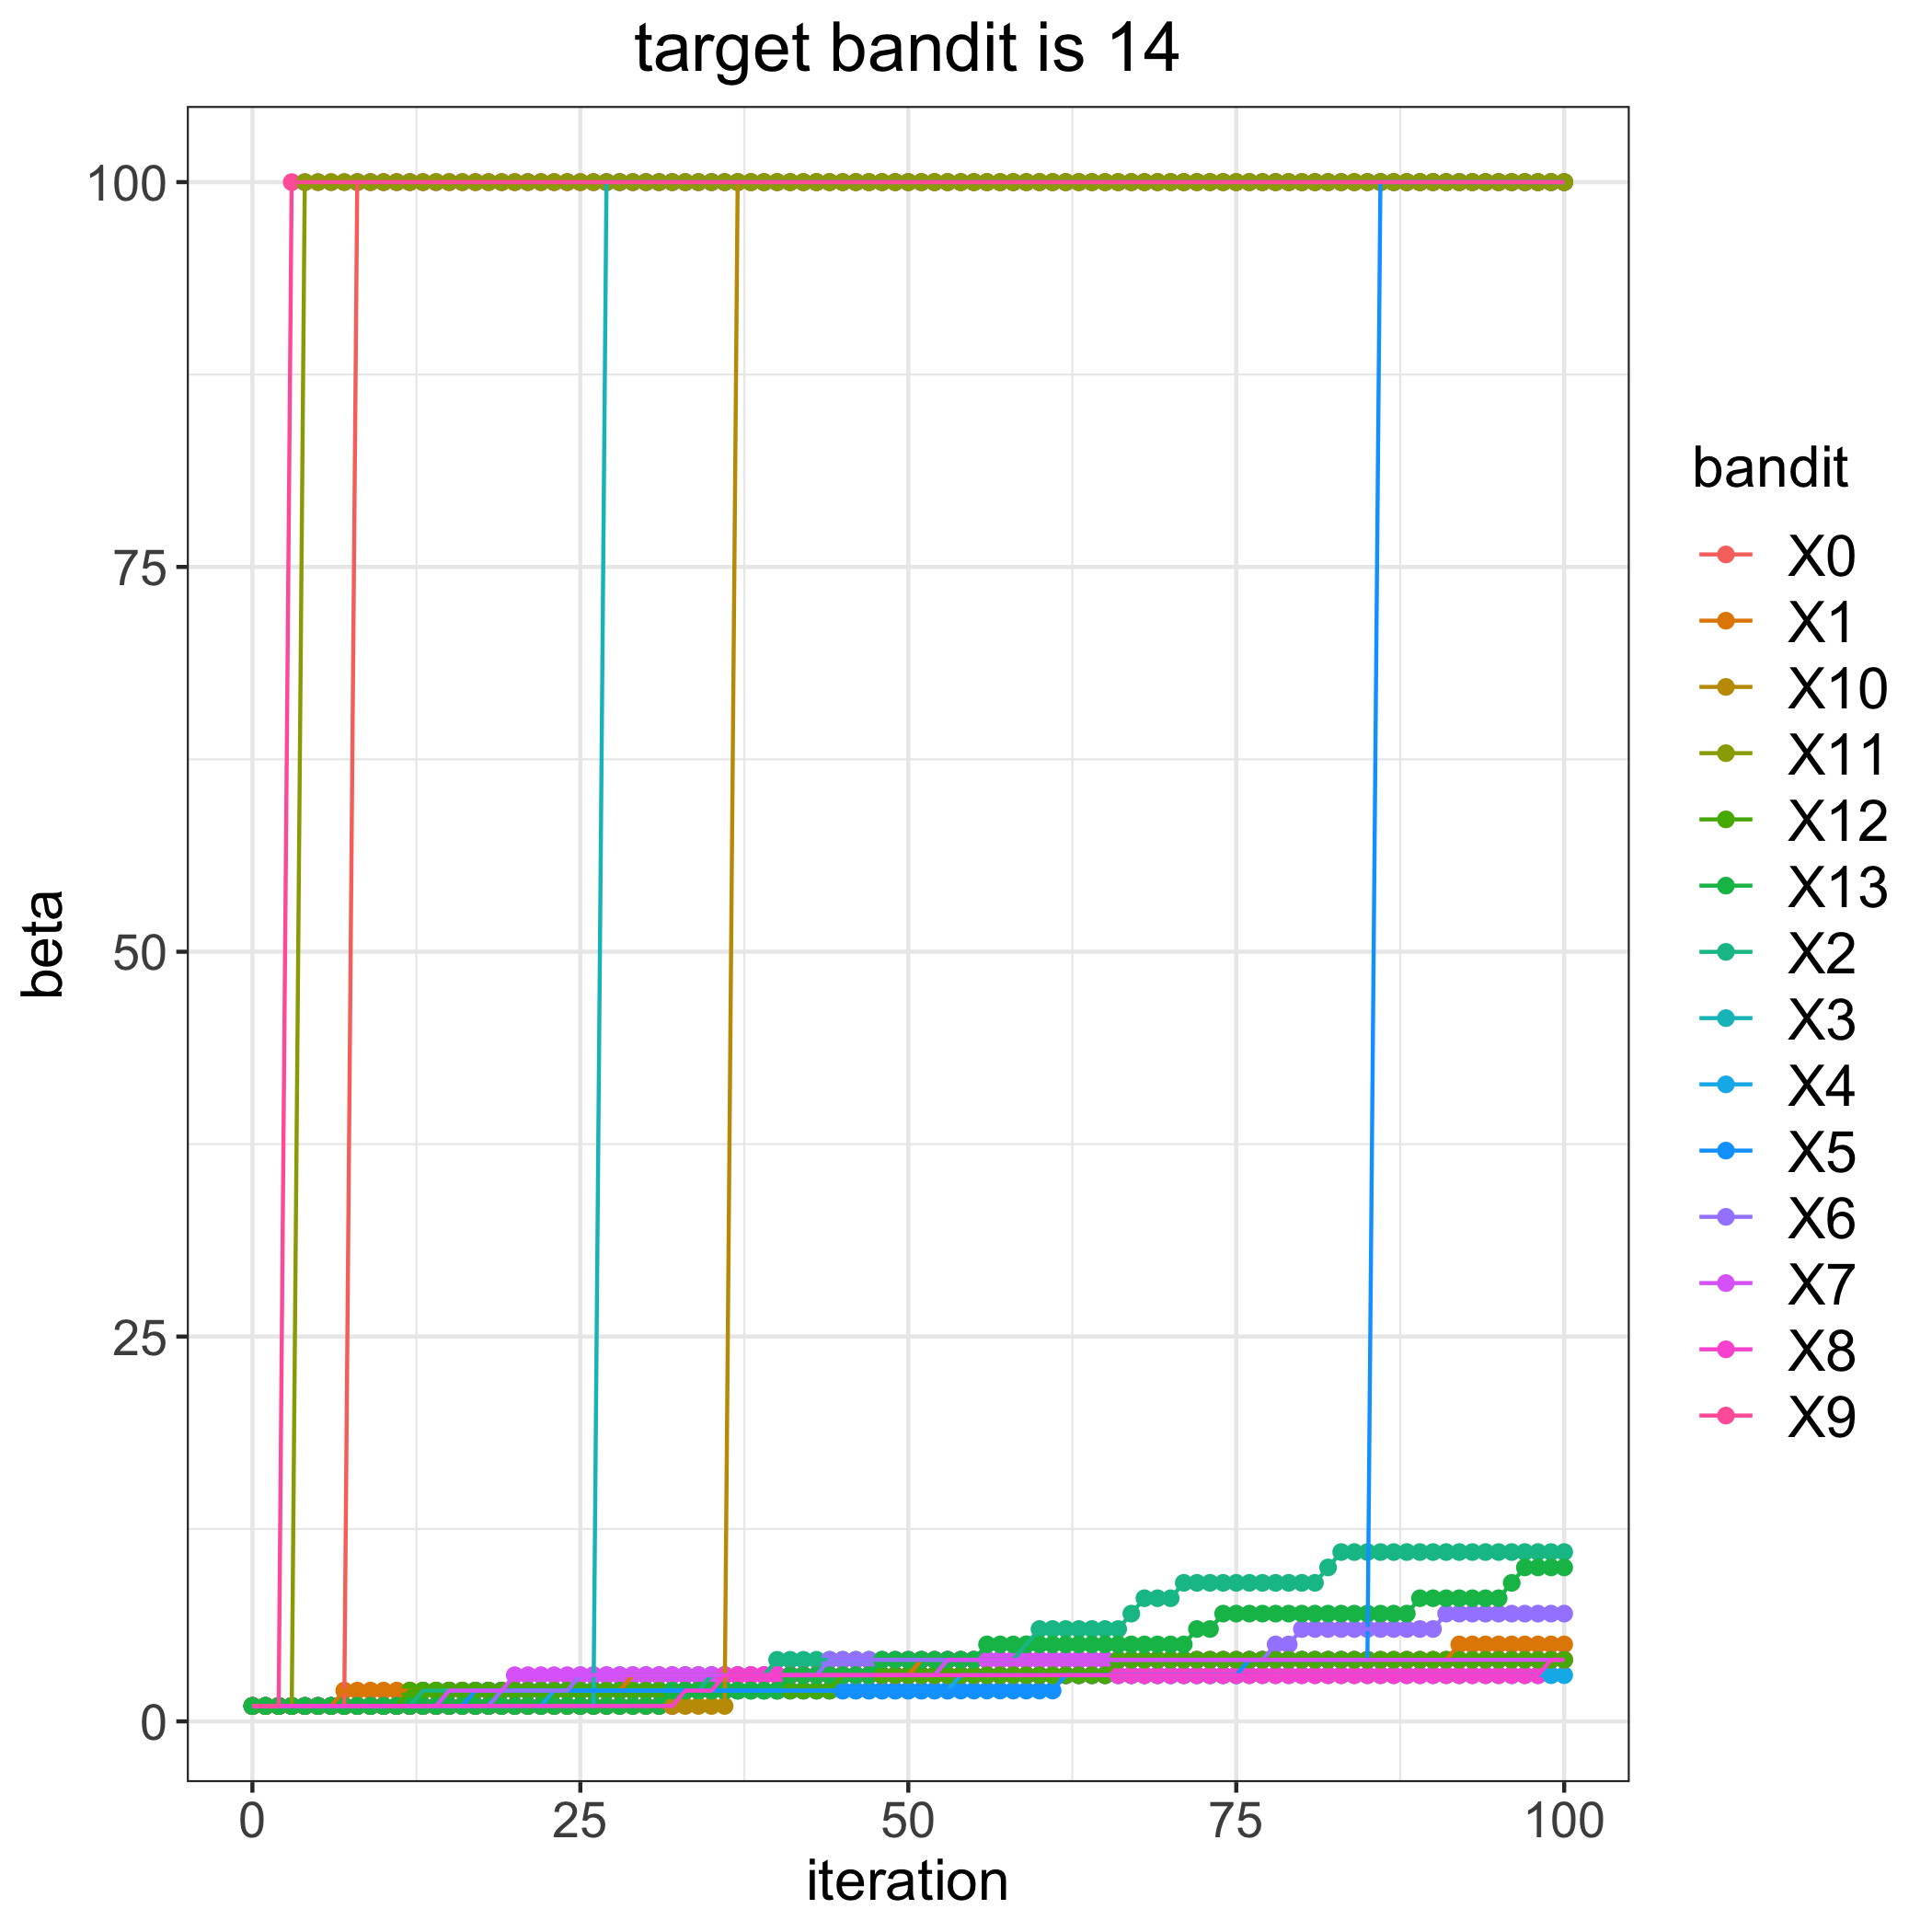 target bandit is 14
100
75
50
25
0
beta
0 25 50 75 100
iteration
bandit
X0
X1
X10
X11
X12
X13
X2
X3
X4
X5
X6
X7
X8
X9